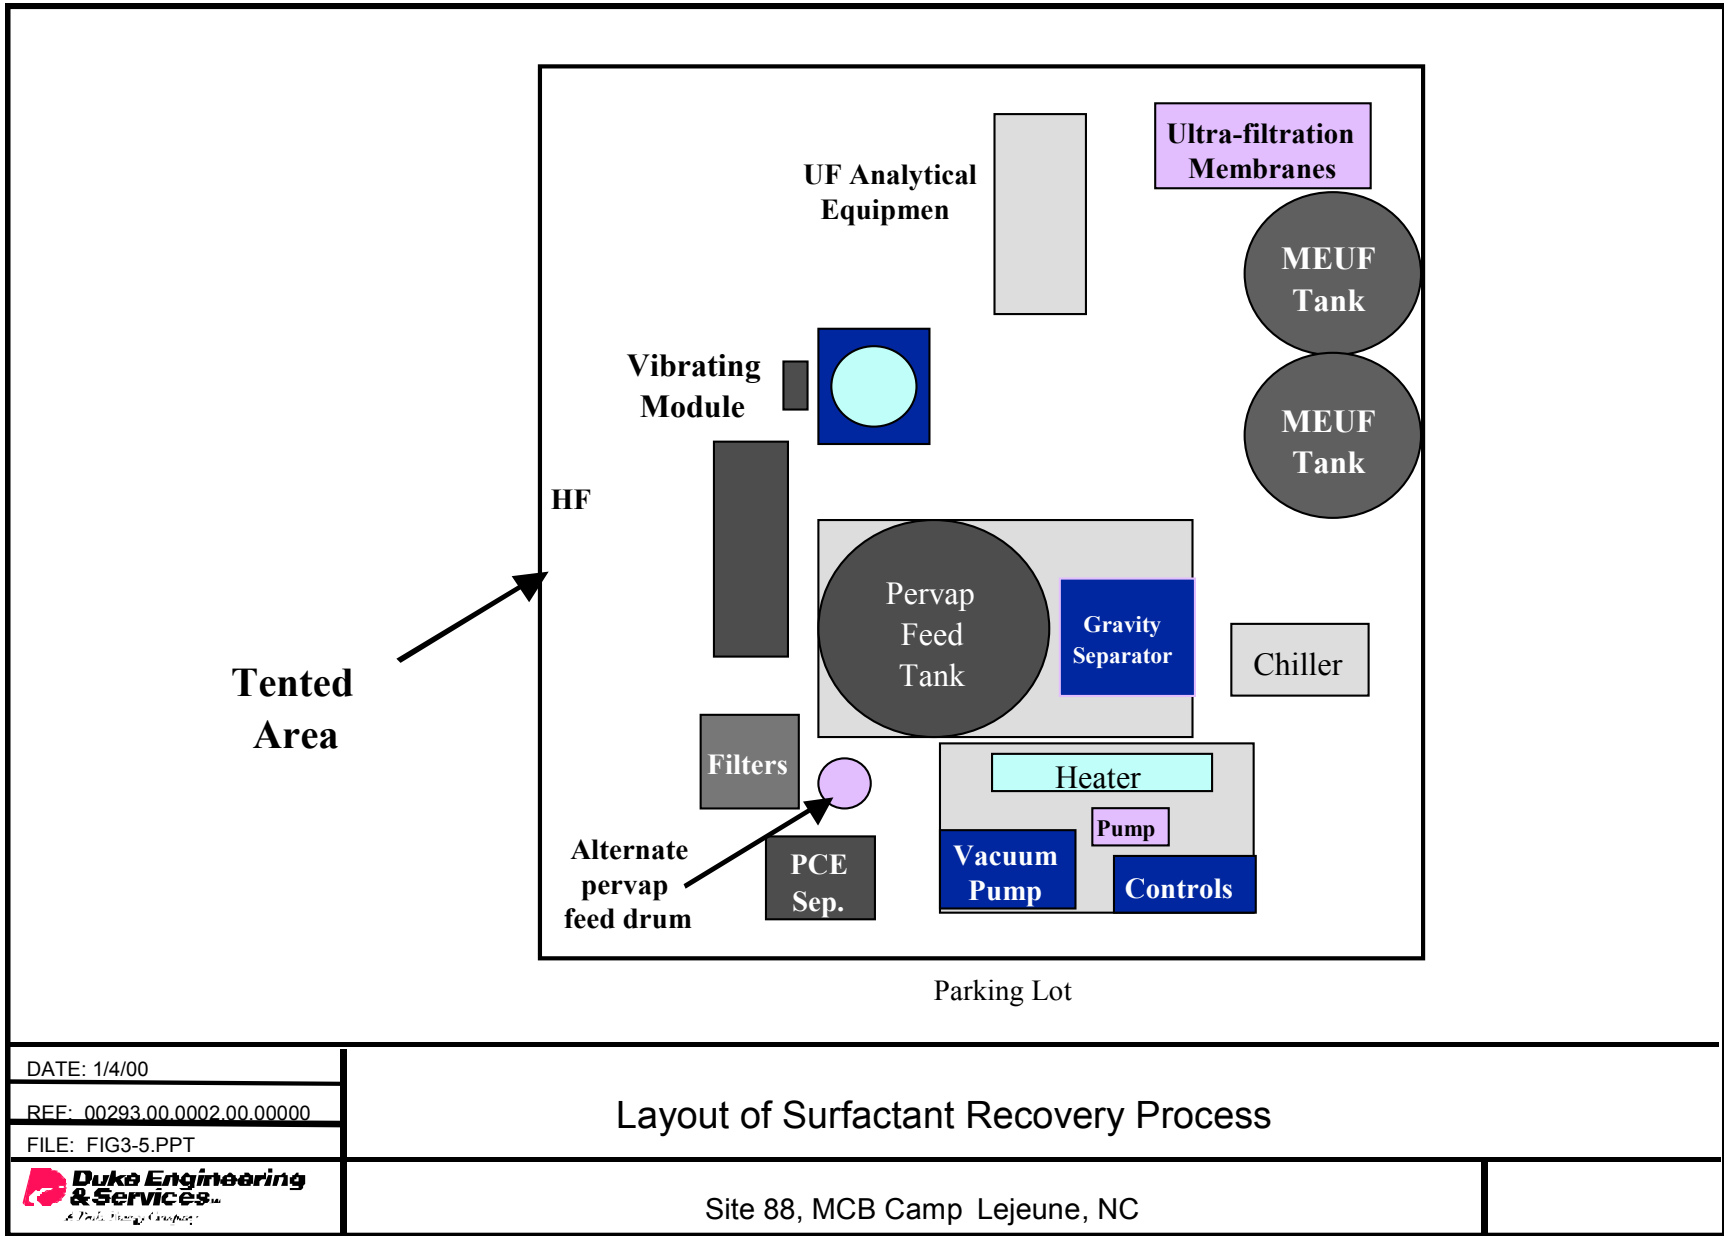 Ultra-filtration
Membranes
UF Analytical
Equipmen
MEUF
Tank
Vibrating
Module
MEUF
Tank
HF
Pervap
Feed
Tank
Gravity
Separator
Chiller
Tented
Area
Filters
Heater
Pump
Alternate
pervap
feed drum
PCE
Sep.
Vacuum
Pump
Controls
Parking Lot
DATE: 1/4/00
REF: 00293.00.0002.00.00000
FILE: FIG3-5.PPT
Layout of Surfactant Recovery Process
Duke Engineering
& Services
A Duke Energy Company
Site 88, MCB Camp Lejeune, NC